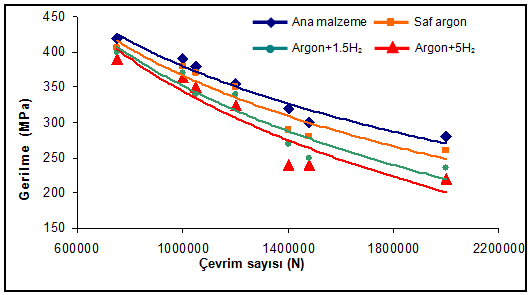 Ana malzeme
Saf argon
Argon+1.5H₂
Argon+5H₂
Gerilme (MPa)
450
400
350
300
250
200
150
600000
1000000
1400000
1800000
2200000
Çevrim sayısı (N)